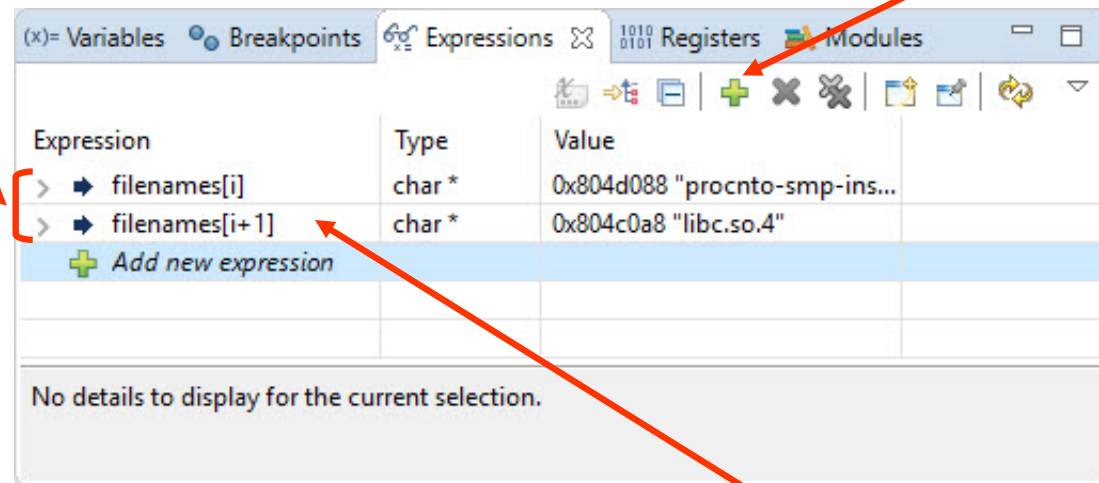 (x)= Variables Breakpoints Expressions 1010 0101 Registers Modules
Expression Type Value
filenames[i] char * 0x804d088 "procnto-smp-ins...
filenames[i+1] char * 0x804c0a8 "libc.so.4"
Add new expression
No details to display for the current selection.